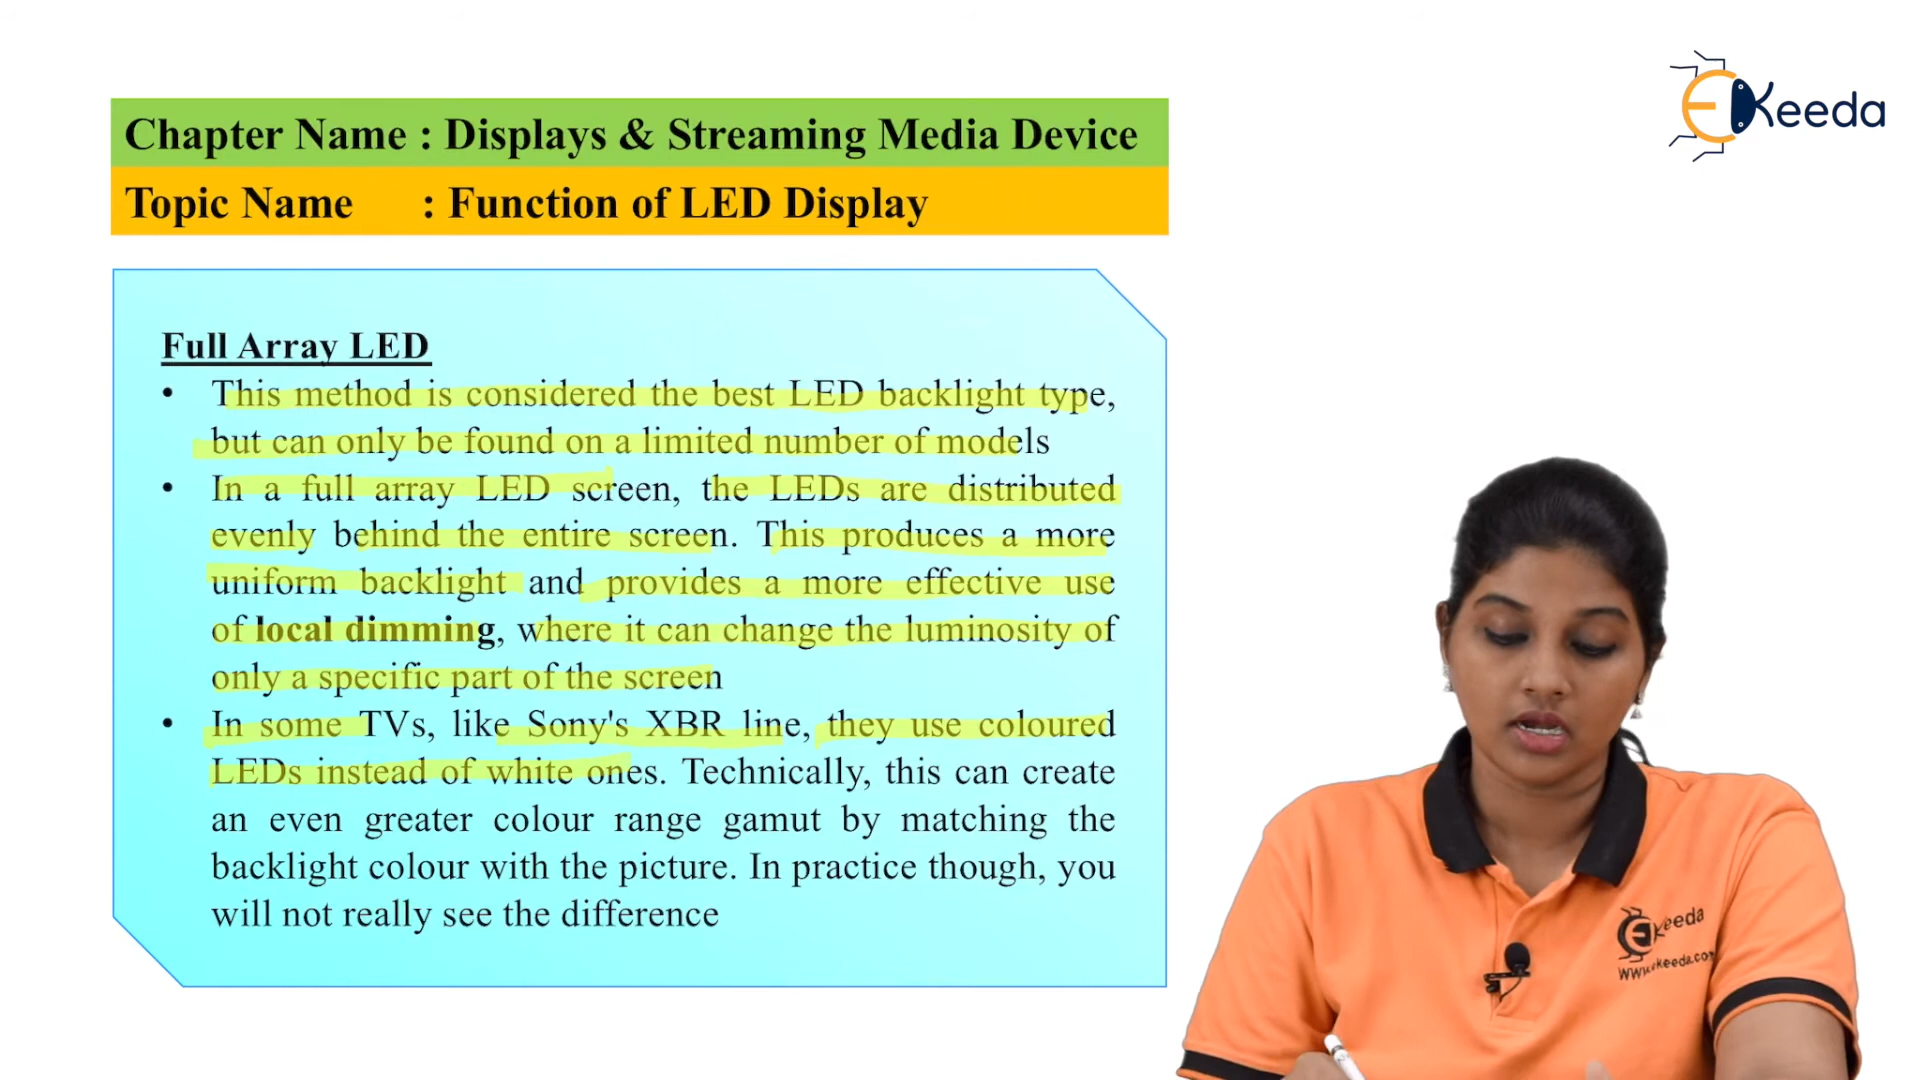 Keeda
Chapter Name : Displays & Streaming Media Device
Topic Name : Function of LED Display
Full Array LED
• This method is considered the best LED backlight type,
but can only be found on a limited number of models
• In a full array LED screen, the LEDs are distributed
evenly behind the entire screen. This produces a more
uniform backlight and provides a more effective use
of local dimming, where it can change the luminosity of
only a specific part of the screen
• In some TVs, like Sony's XBR line, they use coloured
LEDs instead of white ones. Technically, this can create
an even greater colour range gamut by matching the
backlight colour with the picture. In practice though, you
will not really see the difference
Keeda
www.ekeeda.com